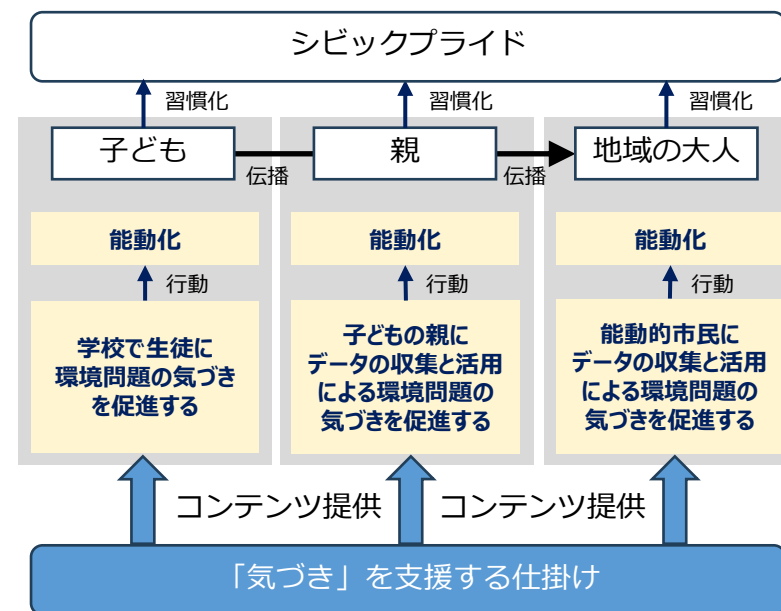 シビックプライド
習慣化
習慣化
習慣化
子ども
親
地域の大人
伝播
伝播
能動化
能動化
能動化
行動
行動
行動
学校で生徒に
環境問題の気づき
を促進する
子どもの親に
データの収集と活用
による環境問題の
気づきを促進する
能動的市民に
データの収集と活用
による環境問題の
気づきを促進する
コンテンツ提供
コンテンツ提供
「気づき」を支援する仕掛け